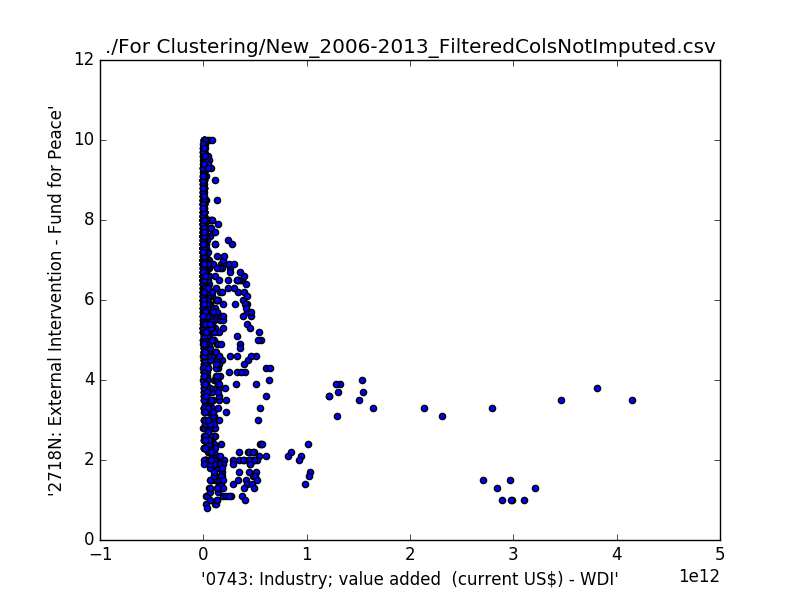 ./For Clustering/New_2006-2013_FilteredColsNotImputed.csv
'2718N: External Intervention - Fund for Peace'
12
10
8
6
4
2
0
−1 0 1 2 3 4 5
1e12
'0743: Industry; value added  (current US$) - WDI'